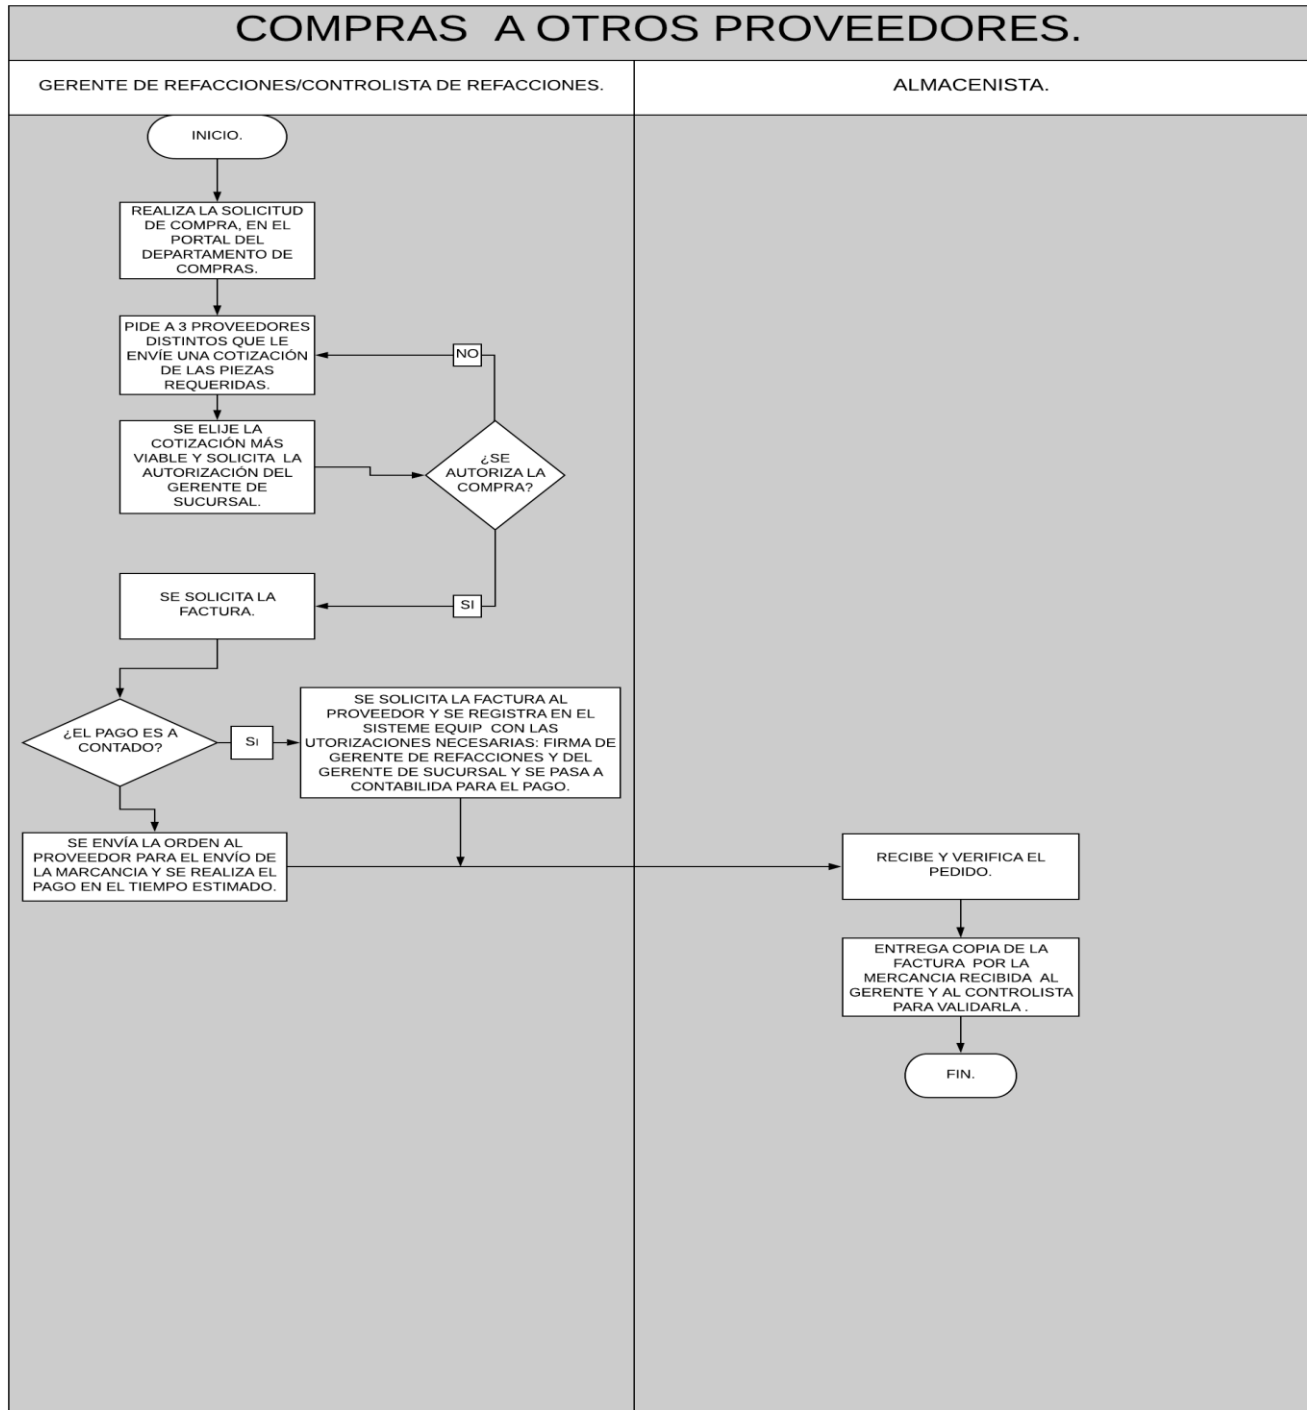 COMPRAS A OTROS PROVEEDORES.
GERENTE DE REFACCIONES/CONTROLISTA DE REFACCIONES.
ALMACENISTA.
INICIO.
REALIZA LA SOLICITUD
DE COMPRA, EN EL
PORTAL DEL
DEPARTAMENTO DE
COMPRAS.
PIDE A 3 PROVEEDORES
DISTINTOS QUE LE
ENVÍE UNA COTIZACIÓN
DE LAS PIEZAS
REQUERIDAS.
NO
SE ELIJE LA
COTIZACIÓN MÁS
VIABLE Y SOLICITA LA
AUTORIZACIÓN DEL
GERENTE DE
SUCURSAL.
¿SE
AUTORIZA LA
COMPRA?
SE SOLICITA LA
FACTURA.
SI
¿EL PAGO ES A
CONTADO?
SI
SE SOLICITA LA FACTURA AL
PROVEEDOR Y SE REGISTRA EN EL
SISTEME EQUIP CON LAS
UTORIZACIONES NECESARIAS: FIRMA DE
GERENTE DE REFACCIONES Y DEL
GERENTE DE SUCURSAL Y SE PASA A
CONTABILIDA PARA EL PAGO.
SE ENVÍA LA ORDEN AL
PROVEEDOR PARA EL ENVÍO DE
LA MARCANCIA Y SE REALIZA EL
PAGO EN EL TIEMPO ESTIMADO.
RECIBE Y VERIFICA EL
PEDIDO.
ENTREGA COPIA DE LA
FACTURA POR LA
MERCANCIA RECIBIDA AL
GERENTE Y AL CONTROLISTA
PARA VALIDARLA .
FIN.